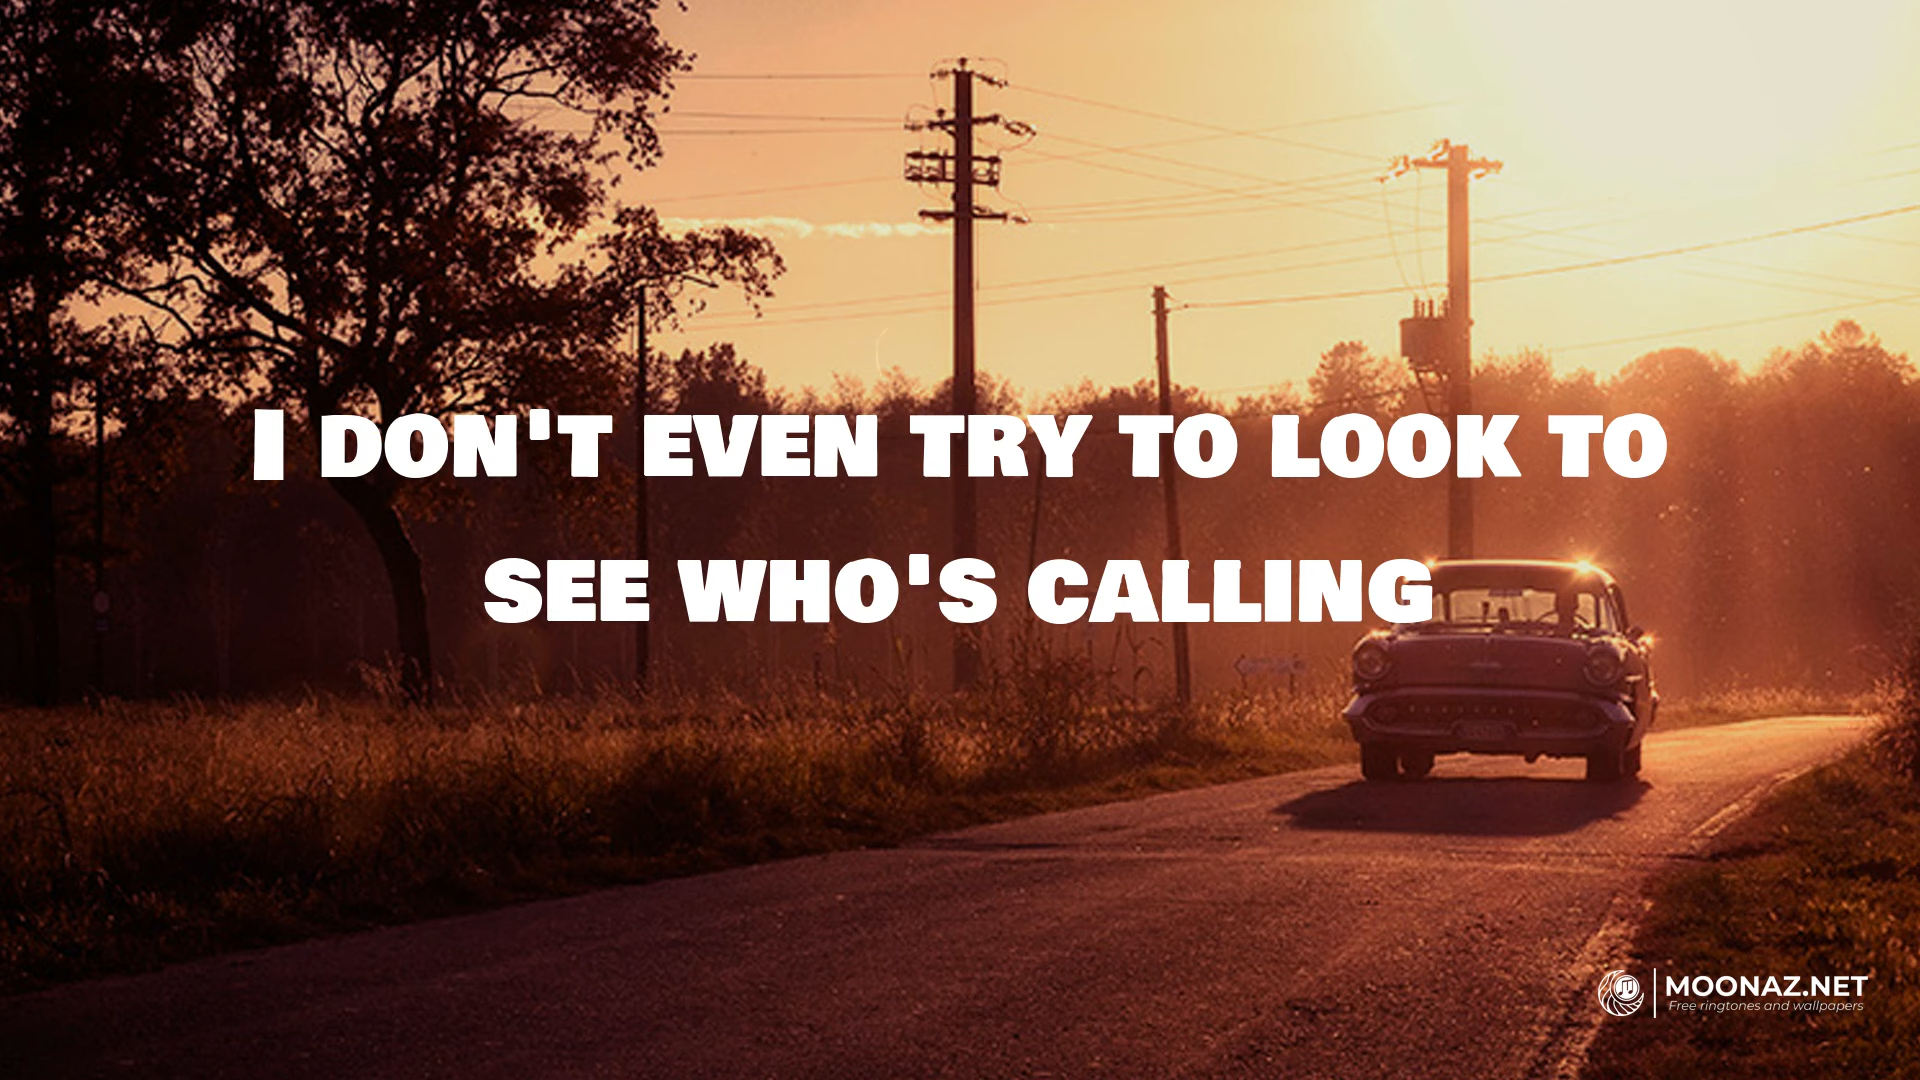 I DON'T EVEN TRY TO LOOK TO
SEE WHO'S CALLING
MOONAZ.NET
Free ringtones and wallpapers